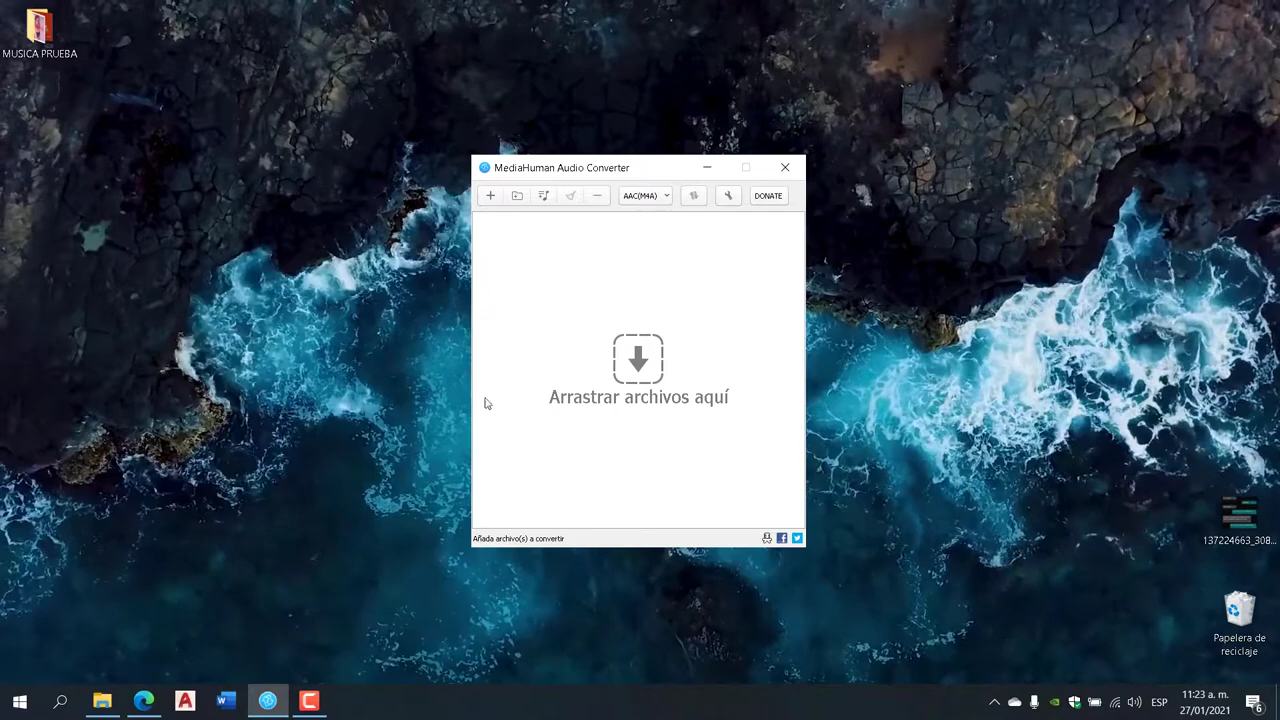 MUSICA PRUEBA
MediaHuman Audio Converter
AAC(M4A)
DONATE
Arrastrar archivos aquí
Añada archivo(s) a convertir
137224663_308...
Papelera de
reciclaje
ESP
11:23 a. m.
27/01/2021
6